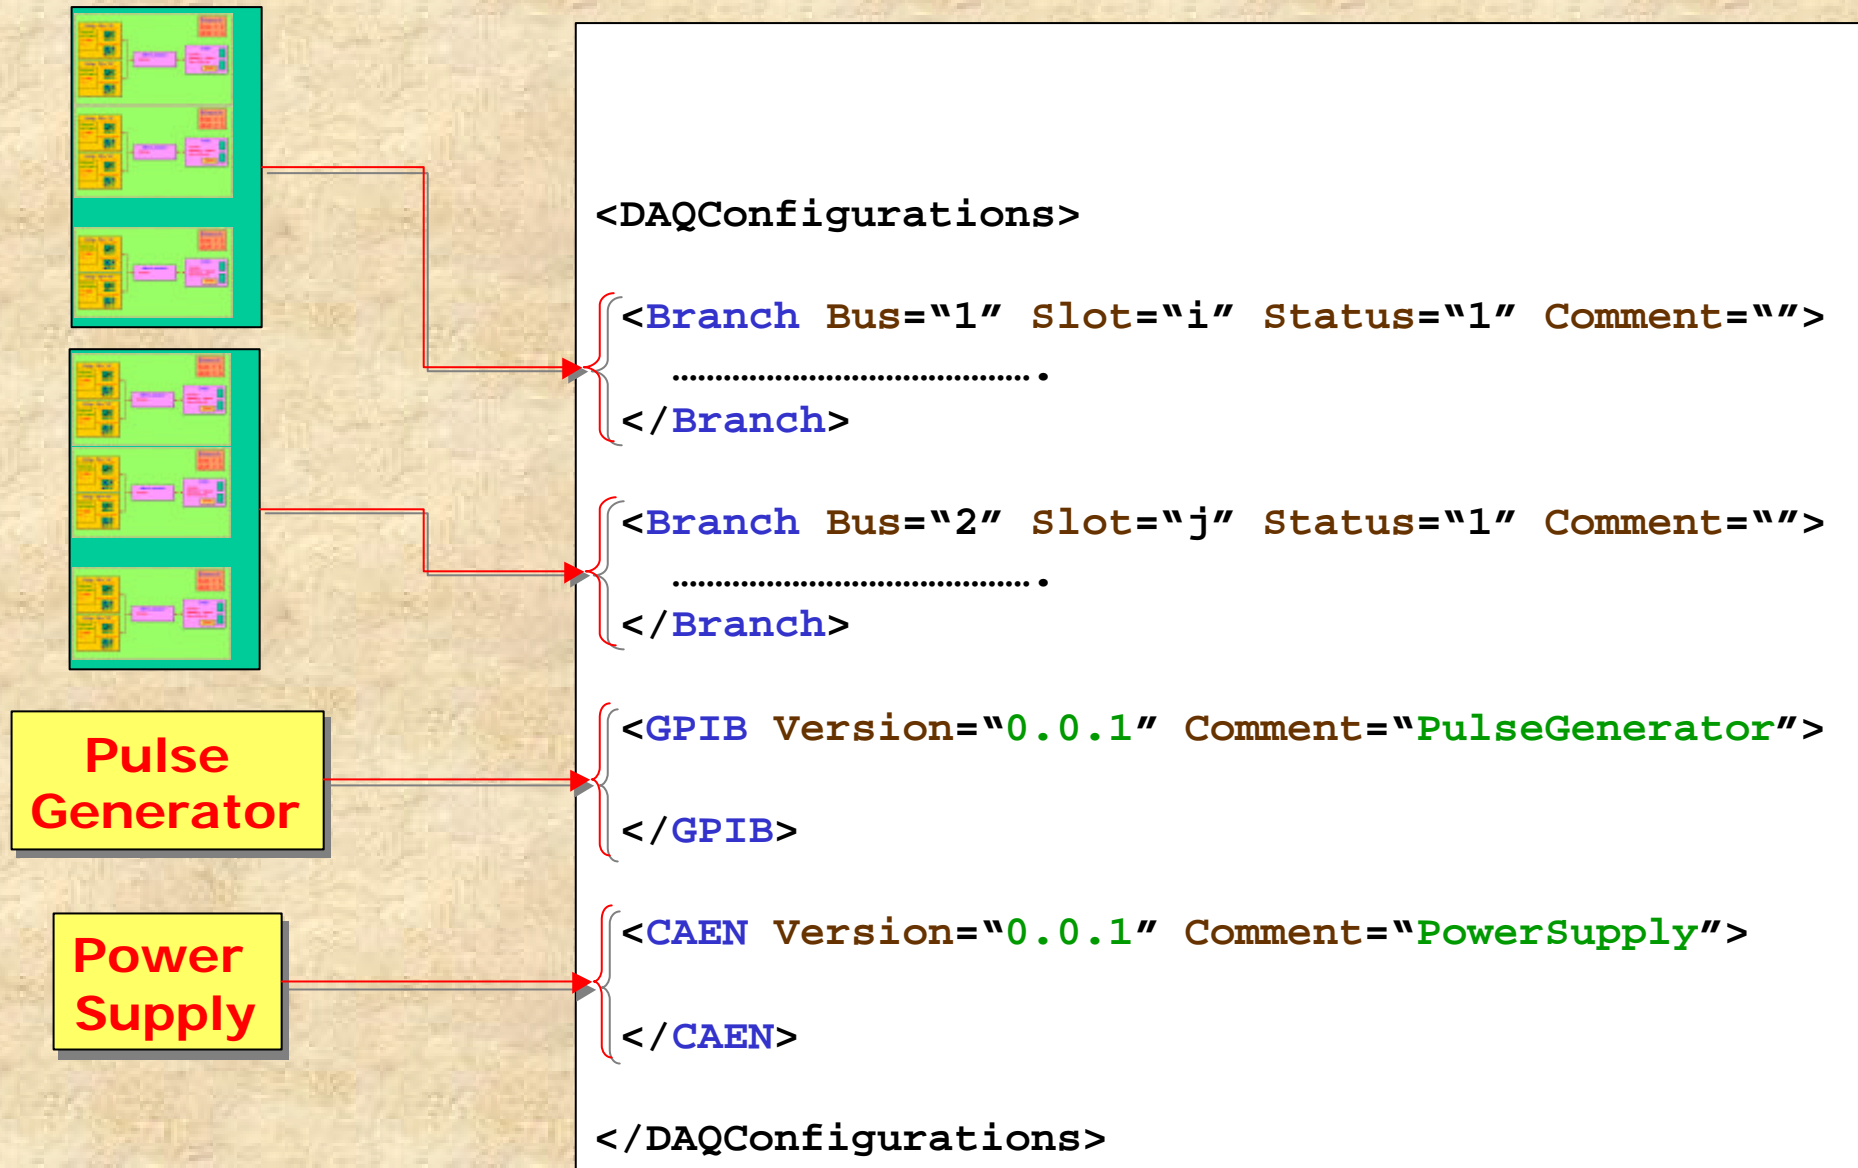 <DAQConfigurations>
<Branch Bus=“1” Slot=“i” Status=“1” Comment=“”>
…………………………………….
</Branch>
<Branch Bus=“2” Slot=“j” Status=“1” Comment=“”>
…………………………………….
</Branch>
Pulse
Generator
<GPIB Version=“0.0.1” Comment=“PulseGenerator”>
</GPIB>
Power
Supply
<CAEN Version=“0.0.1” Comment=“PowerSupply”>
</CAEN>
</DAQConfigurations>